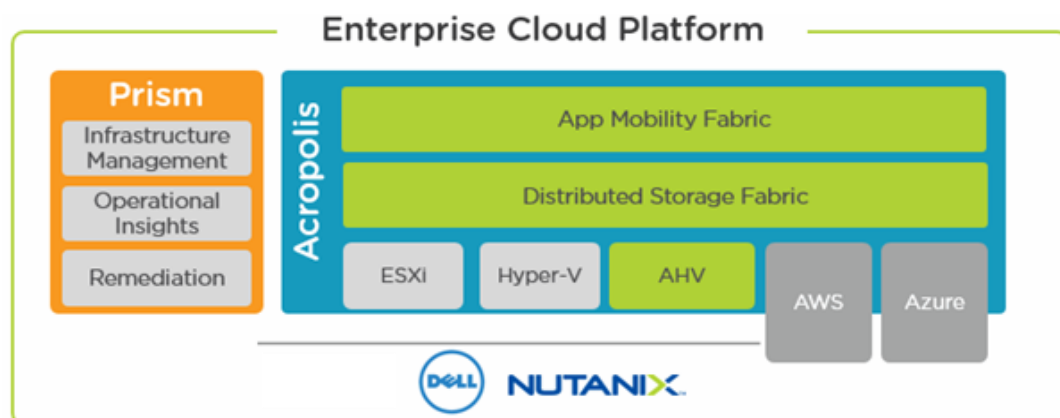 Enterprise Cloud Platform
Prism
Infrastructure
Management
Operational
Insights
Remediation
Acropolis
App Mobility Fabric
Distributed Storage Fabric
ESXi
Hyper-V
AHV
AWS
Azure
DELL
NUTANIX